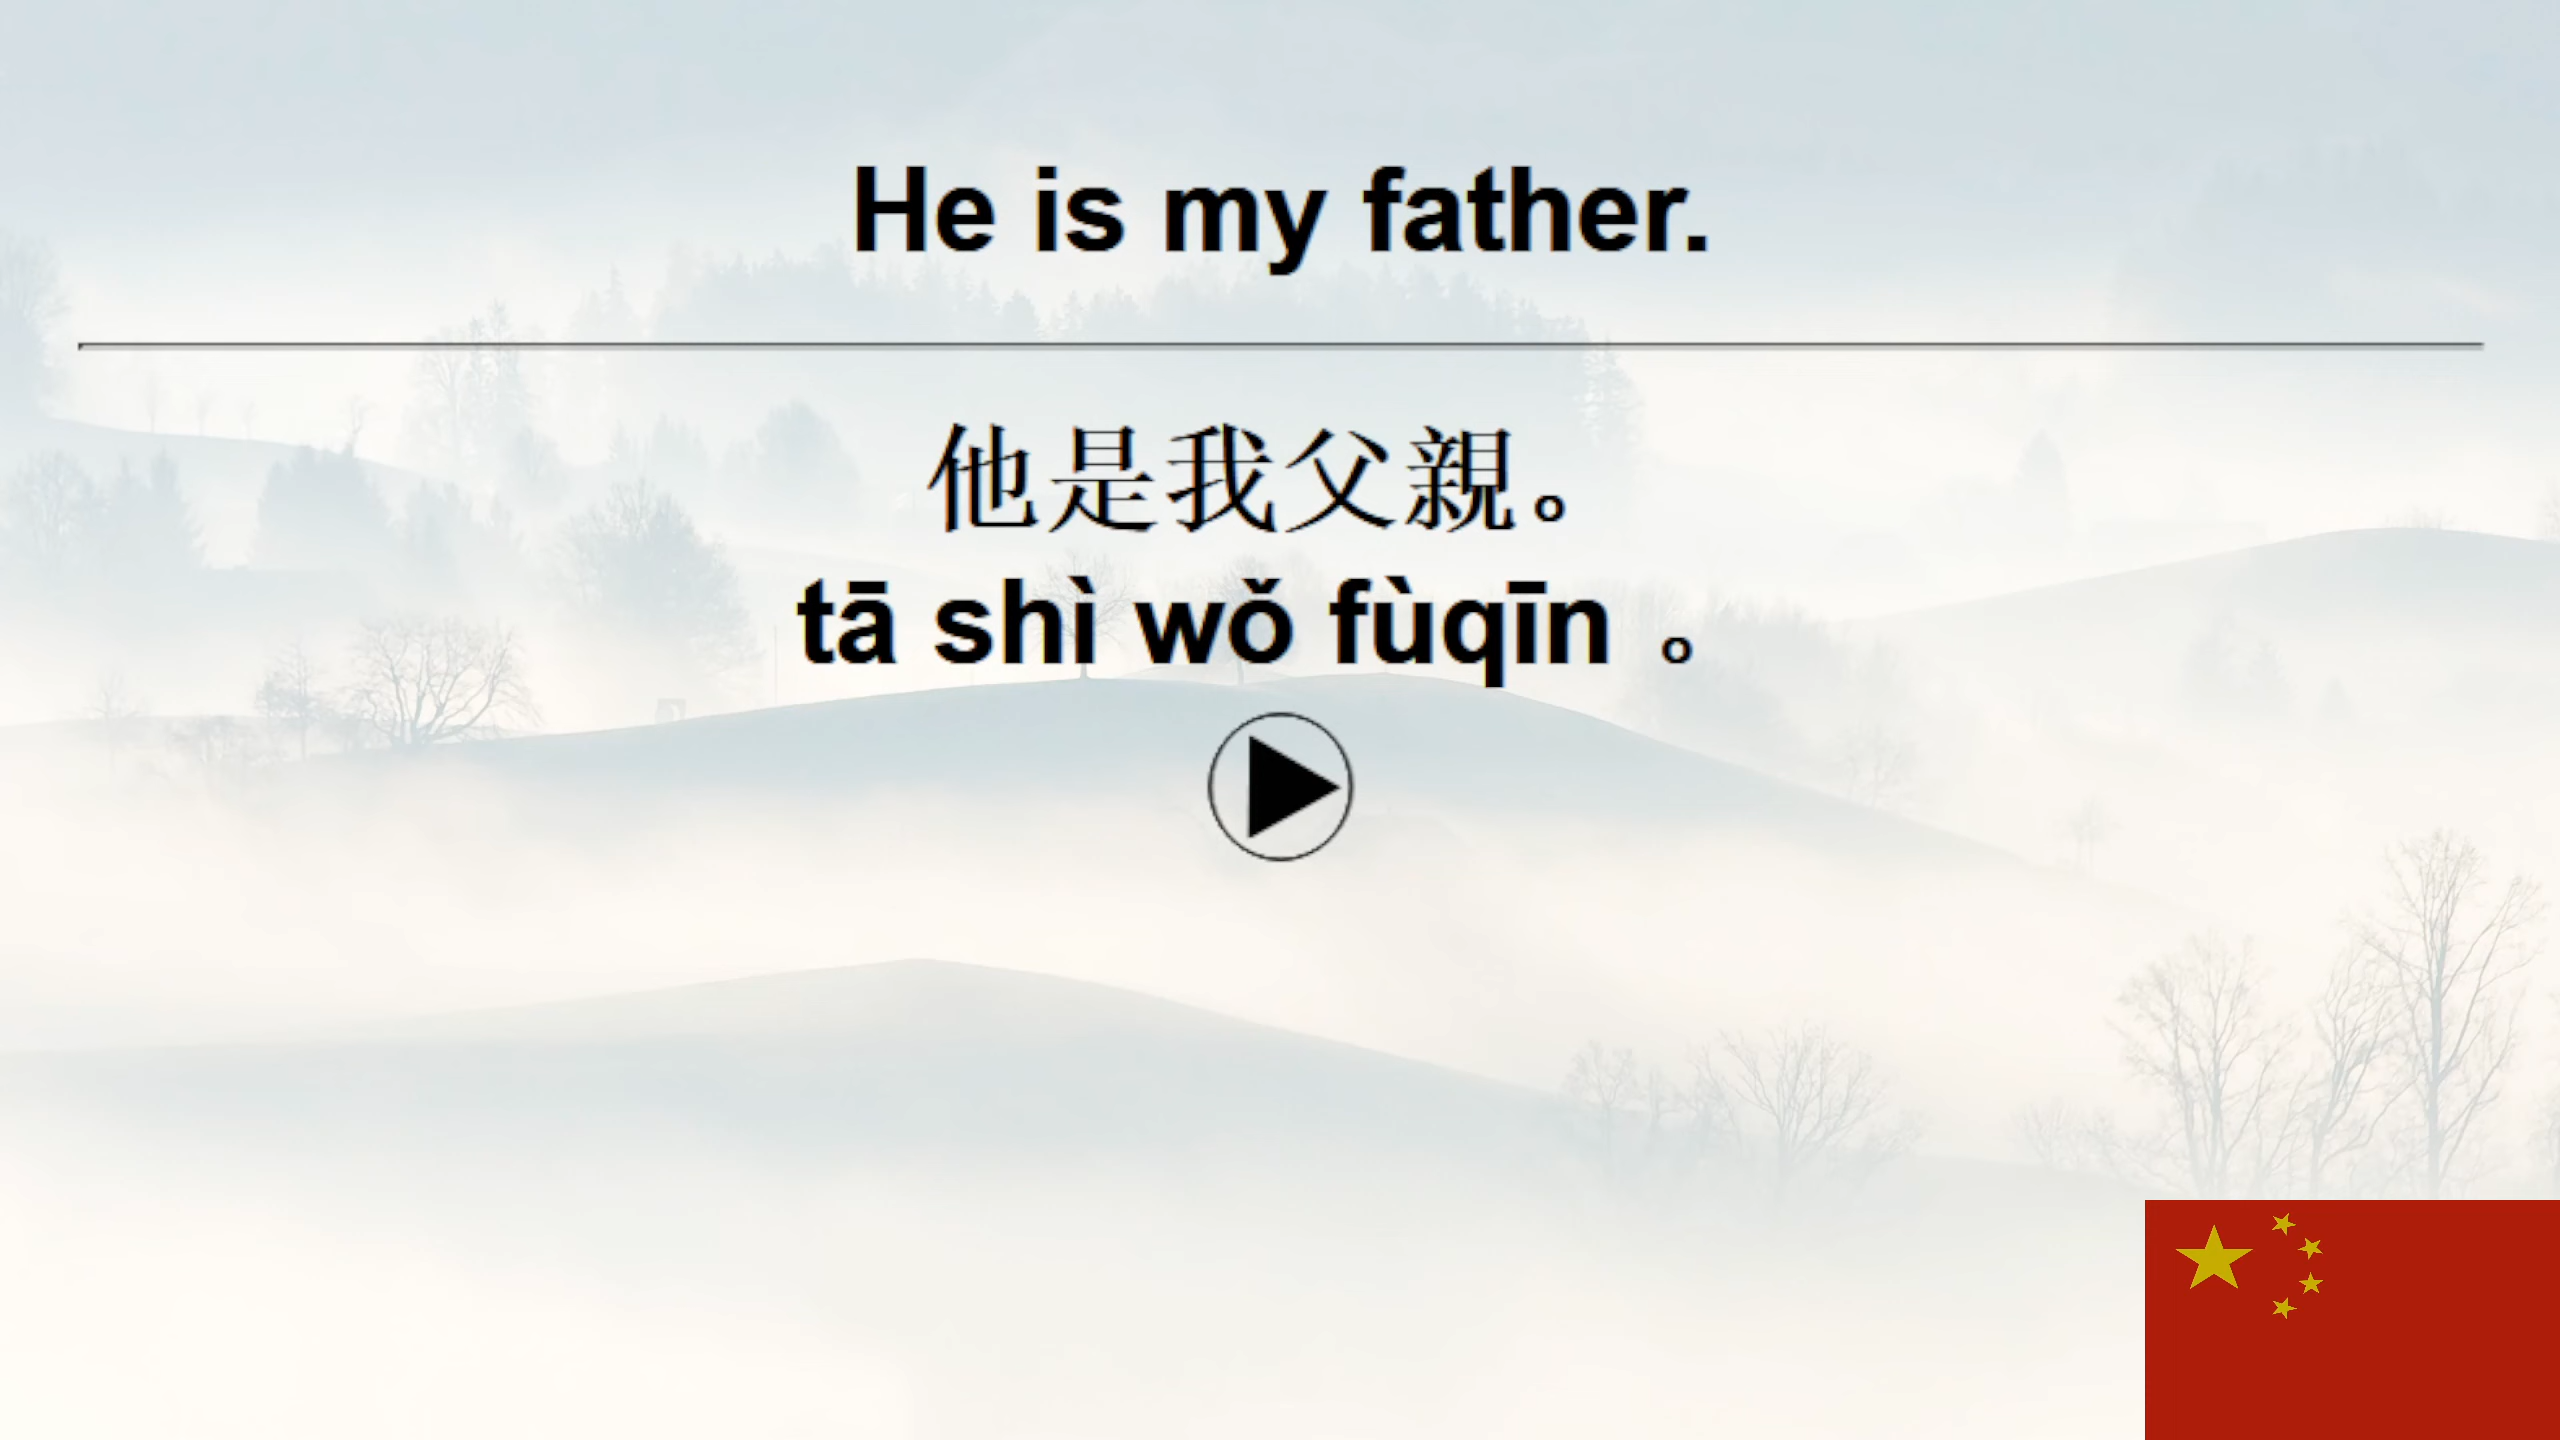 He is my father.
他是我父親。
tā shì wǒ fùqīn 。